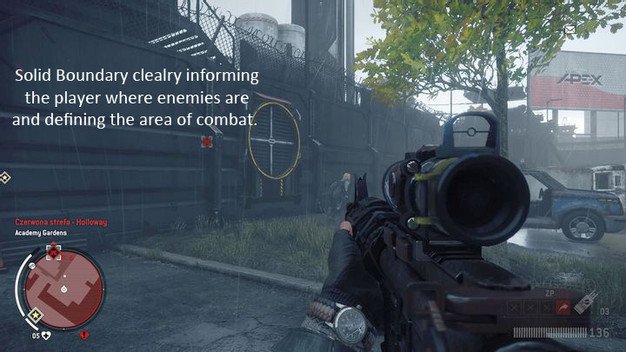 Solid Boundary clealry informing
the player where enemies are
and defining the area of combat.
APEX
Czerwona strefa - Holloway
Academy Gardens
ZP
03
05
136